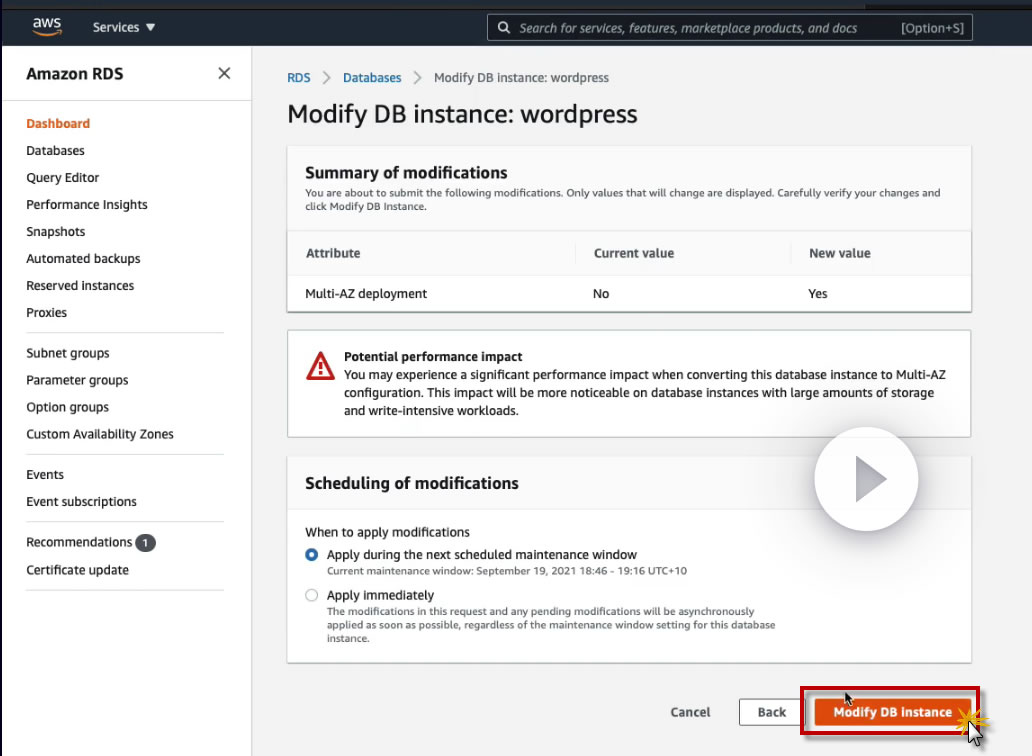 aws
Services
Search for services, features, marketplace products, and docs [Option+S]
Amazon RDS
Dashboard
Databases
Query Editor
Performance Insights
Snapshots
Automated backups
Reserved instances
Proxies
Subnet groups
Parameter groups
Option groups
Custom Availability Zones
Events
Event subscriptions
Recommendations 1
Certificate update
RDS Databases Modify DB instance: wordpress
Modify DB instance: wordpress
Summary of modifications
You are about to submit the following modifications. Only values that will change are displayed. Carefully verify your changes and
click Modify DB Instance.
Attribute Current value New value
Multi-AZ deployment No Yes
Potential performance impact
You may experience a significant performance impact when converting this database instance to Multi-AZ
configuration. This impact will be more noticeable on database instances with large amounts of storage
and write-intensive workloads.
Scheduling of modifications
When to apply modifications
Apply during the next scheduled maintenance window
Current maintenance window: September 19, 2021 18:46 - 19:16 UTC+10
Apply immediately
The modifications in this request and any pending modifications will be asynchronously
applied as soon as possible, regardless of the maintenance window setting for this database
instance.
Cancel Back Modify DB instance